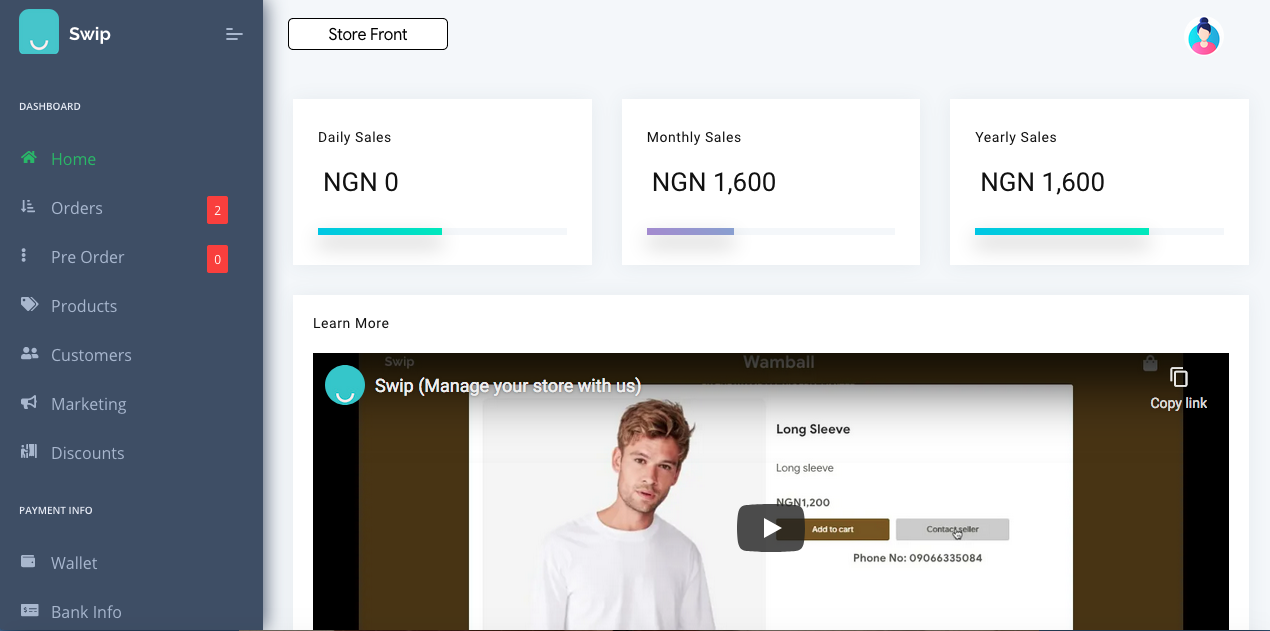 Swip
Store Front
DASHBOARD
Home
Orders 2
Pre Order 0
Products
Customers
Marketing
Discounts
PAYMENT INFO
Wallet
Bank Info
Daily Sales
NGN 0
Monthly Sales
NGN 1,600
Yearly Sales
NGN 1,600
Learn More
Swip
Wamball
Swip (Manage your store with us)
Copy link
Long Sleeve
Long sleeve
NGN1,200
Add to cart
Contact seller
Phone No: 09066335084